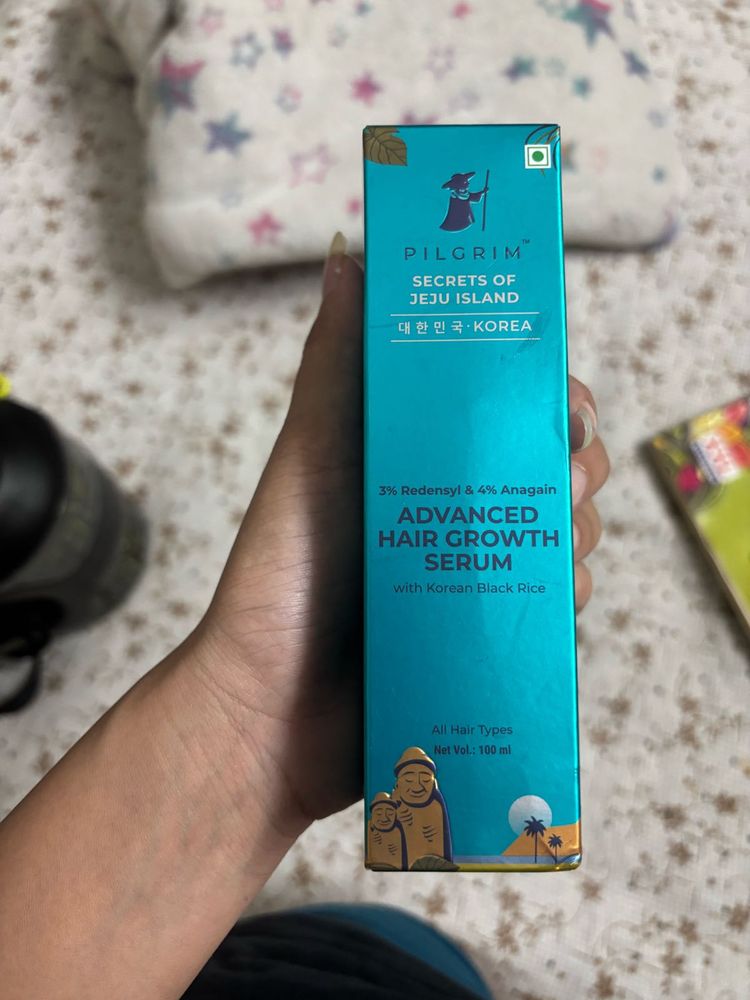 PILGRIM™
SECRETS OF
JEJU ISLAND
대한민국·KOREA
3% Redensyl & 4% Anagain
ADVANCED
HAIR GROWTH
SERUM
with Korean Black Rice
All Hair Types
Net Vol.: 100 ml